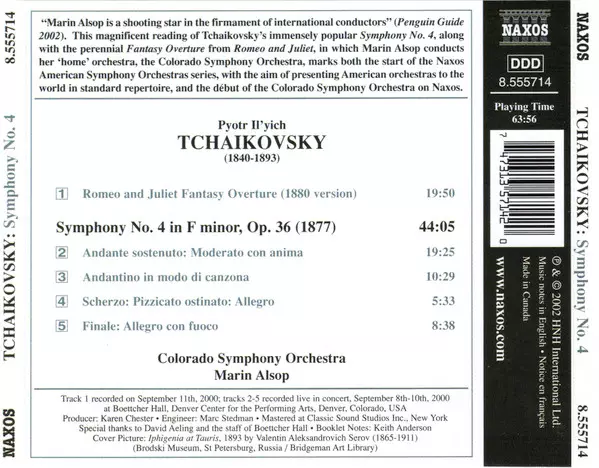 8.555714
TCHAIKOVSKY: Symphony No. 4
NAXOS
“Marin Alsop is a shooting star in the firmament of international conductors” (Penguin Guide
2002). This magnificent reading of Tchaikovsky’s immensely popular Symphony No. 4, along
with the perennial Fantasy Overture from Romeo and Juliet, in which Marin Alsop conducts
her ‘home’ orchestra, the Colorado Symphony Orchestra, marks both the start of the Naxos
American Symphony Orchestras series, with the aim of presenting American orchestras to the
world in standard repertoire, and the début of the Colorado Symphony Orchestra on Naxos.
Pyotr Il’yich
TCHAIKOVSKY
(1840-1893)
1 Romeo and Juliet Fantasy Overture (1880 version) 19:50
Symphony No. 4 in F minor, Op. 36 (1877) 44:05
2 Andante sostenuto: Moderato con anima 19:25
3 Andantino in modo di canzona 10:29
4 Scherzo: Pizzicato ostinato: Allegro 5:33
5 Finale: Allegro con fuoco 8:38
Colorado Symphony Orchestra
Marin Alsop
Track 1 recorded on September 11th, 2000; tracks 2-5 recorded live in concert, September 8th-10th, 2000
at Boettcher Hall, Denver Center for the Performing Arts, Denver, Colorado, USA
Producer: Karen Chester • Engineer: Marc Stedman • Mastered at Classic Sound Studios Inc., New York
Special thanks to David Aeling and the staff of Boettcher Hall • Booklet Notes: Keith Anderson
Cover Picture: Iphigenia at Tauris, 1893 by Valentin Aleksandrovich Serov (1865-1911)
(Brodski Museum, St Petersburg, Russia / Bridgeman Art Library)
NAXOS
DDD
8.555714
Playing Time
63:56
7 47313 57142 0
www.naxos.com
℗ & © 2002 HNH International Ltd.
Music notes in English • Notice en français
Made in Canada
NAXOS
TCHAIKOVSKY: Symphony No. 4
8.555714